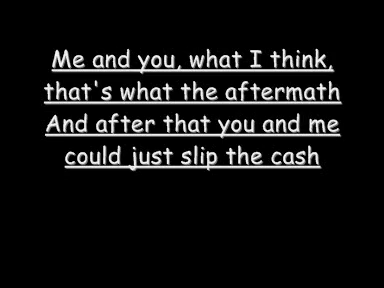 Me and you, what I think,
that's what the aftermath
And after that you and me
could just slip the cash